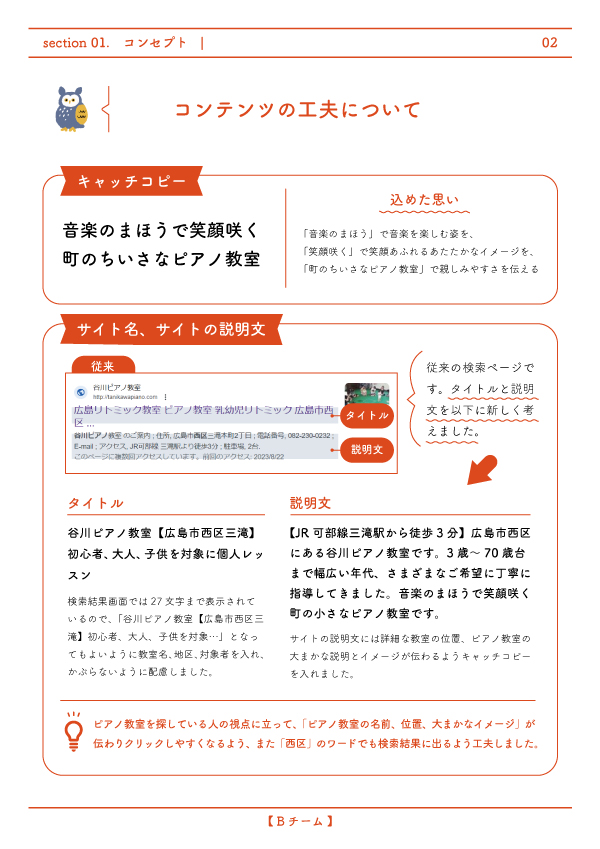 section 01.　コンセプト　|
02
コンテンツの工夫について
キャッチコピー
音楽のまほうで笑顔咲く
町のちいさなピアノ教室
込めた思い
「音楽のまほう」で音楽を楽しむ姿を、
「笑顔咲く」で笑顔あふれるあたたかなイメージを、
「町のちいさなピアノ教室」で親しみやすさを伝える
サイト名、サイトの説明文
従来
谷川ピアノ教室
http://tanikawapiano.com
広島リトミック教室 ピアノ教室 乳幼児リトミック 広島市西
区 ...
谷川ピアノ教室 のご案内 ; 住所, 広島市西区三滝本町2丁目 ; 電話番号, 082-230-0232 ;
E-mail ; アクセス, JR可部線 三滝駅より徒歩3分 ; 駐車場, 2台.
このページに複数回アクセスしています。前回のアクセス: 2023/8/22
タイトル
説明文
従来の検索ページで
す。タイトルと説明
文を以下に新しく考
えました。
タイトル
谷川ピアノ教室【広島市西区三滝】
初心者、大人、子供を対象に個人レッ
スン
検索結果画面では 27 文字まで表示されて
いるので、「谷川ピアノ教室【広島市西区三
滝】初心者、大人、子供を対象…」となっ
てもよいように教室名、地区、対象者を入れ、
かぶらないように配慮しました。
説明文
【JR 可部線三滝駅から徒歩 3 分】広島市西区
にある谷川ピアノ教室です。3 歳～ 70 歳台
まで幅広い年代、さまざまなご希望に丁寧に
指導してきました。音楽のまほうで笑顔咲く
町の小さなピアノ教室です。
サイトの説明文には詳細な教室の位置、ピアノ教室の
大まかな説明とイメージが伝わるようキャッチコピー
を入れました。
ピアノ教室を探している人の視点に立って、「ピアノ教室の名前、位置、大まかなイメージ」が
伝わりクリックしやすくなるよう、また「西区」のワードでも検索結果に出るよう工夫しました。
【 B チーム 】